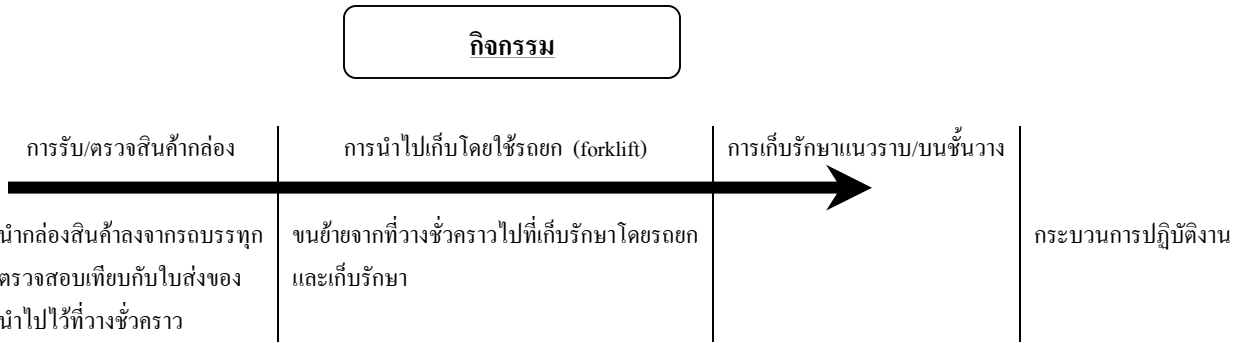 กิจกรรม
การรับ/ตรวจสินค้ากล่อง
การนำไปเก็บโดยใช้รถยก (forklift)
การเก็บรักษาแนวราบ/บนชั้นวาง
นำกล่องสินค้าลงจากรถบรรทุก
ตรวจสอบเทียบกับใบส่งของ
นำไปไว้ที่วางชั่วคราว
ขนย้ายจากที่วางชั่วคราวไปที่เก็บรักษาโดยรถยก
และเก็บรักษา
กระบวนการปฏิบัติงาน